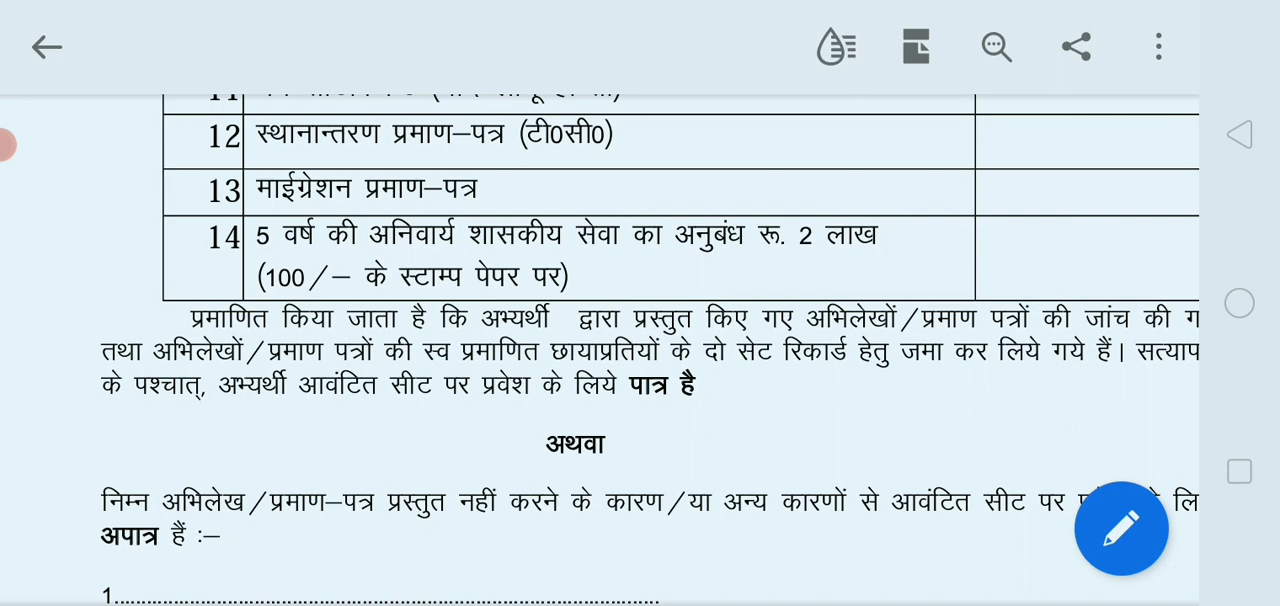 12 स्थानान्तरण प्रमाण–पत्र (टी0सी0)
13 माईग्रेशन प्रमाण–पत्र
14 5 वर्ष की अनिवार्य शासकीय सेवा का अनुबंध रू. 2 लाख
(100/– के स्टाम्प पेपर पर)
प्रमाणित किया जाता है कि अभ्यर्थी द्वारा प्रस्तुत किए गए अभिलेखों/प्रमाण पत्रों की जांच की
तथा अभिलेखों/प्रमाण पत्रों की स्व प्रमाणित छायाप्रतियों के दो सेट रिकार्ड हेतु जमा कर लिये गये हैं।
के पश्चात्, अभ्यर्थी आवंटित सीट पर प्रवेश के लिये पात्र है
अथवा
निम्न अभिलेख/प्रमाण–पत्र प्रस्तुत नहीं करने के कारण/या अन्य कारणों से आवंटित सीट पर
अपात्र हैं :–
1..........................................................................................